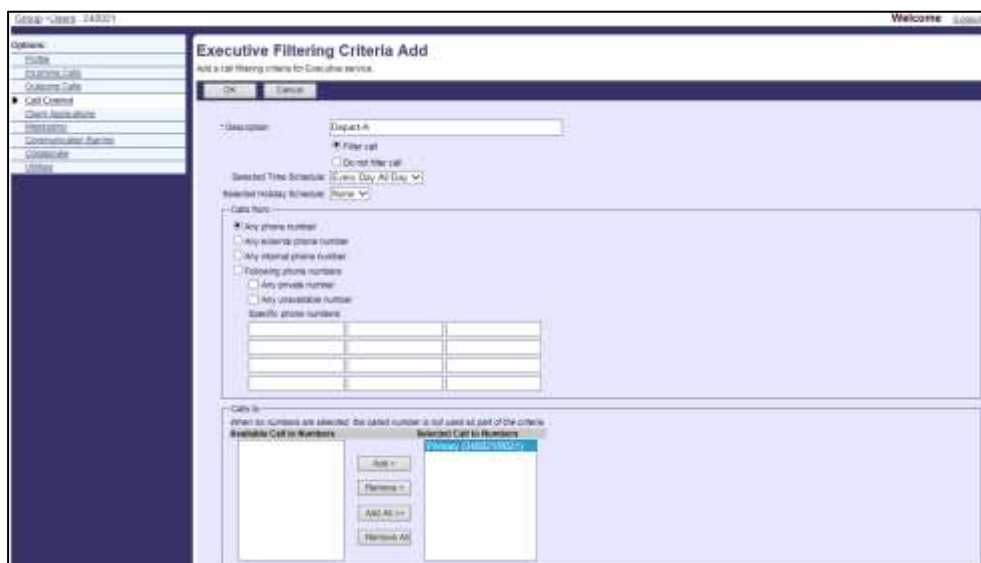 Group >Users : 240021
Welcome
Logout
Options:
Profile
Incoming Calls
Outgoing Calls
Call Control
Client Applications
Messaging
Communication Barring
Collaborate
Utilities
Executive Filtering Criteria Add
Add a call filtering criteria for Executive service.
OK Cancel
* Description: Depart-A
Filter call
Do not filter call
Selected Time Schedule: Every Day All Day
Selected Holiday Schedule: None
Calls from
Any phone number
Any external phone number
Any internal phone number
Following phone numbers
Any private number
Any unavailable number
Specific phone numbers
Calls to
When no numbers are selected, the called number is not used as part of the criteria
Available Call to Numbers Selected Call to Numbers
Primary
Add >
Remove <
Add All >>
Remove All